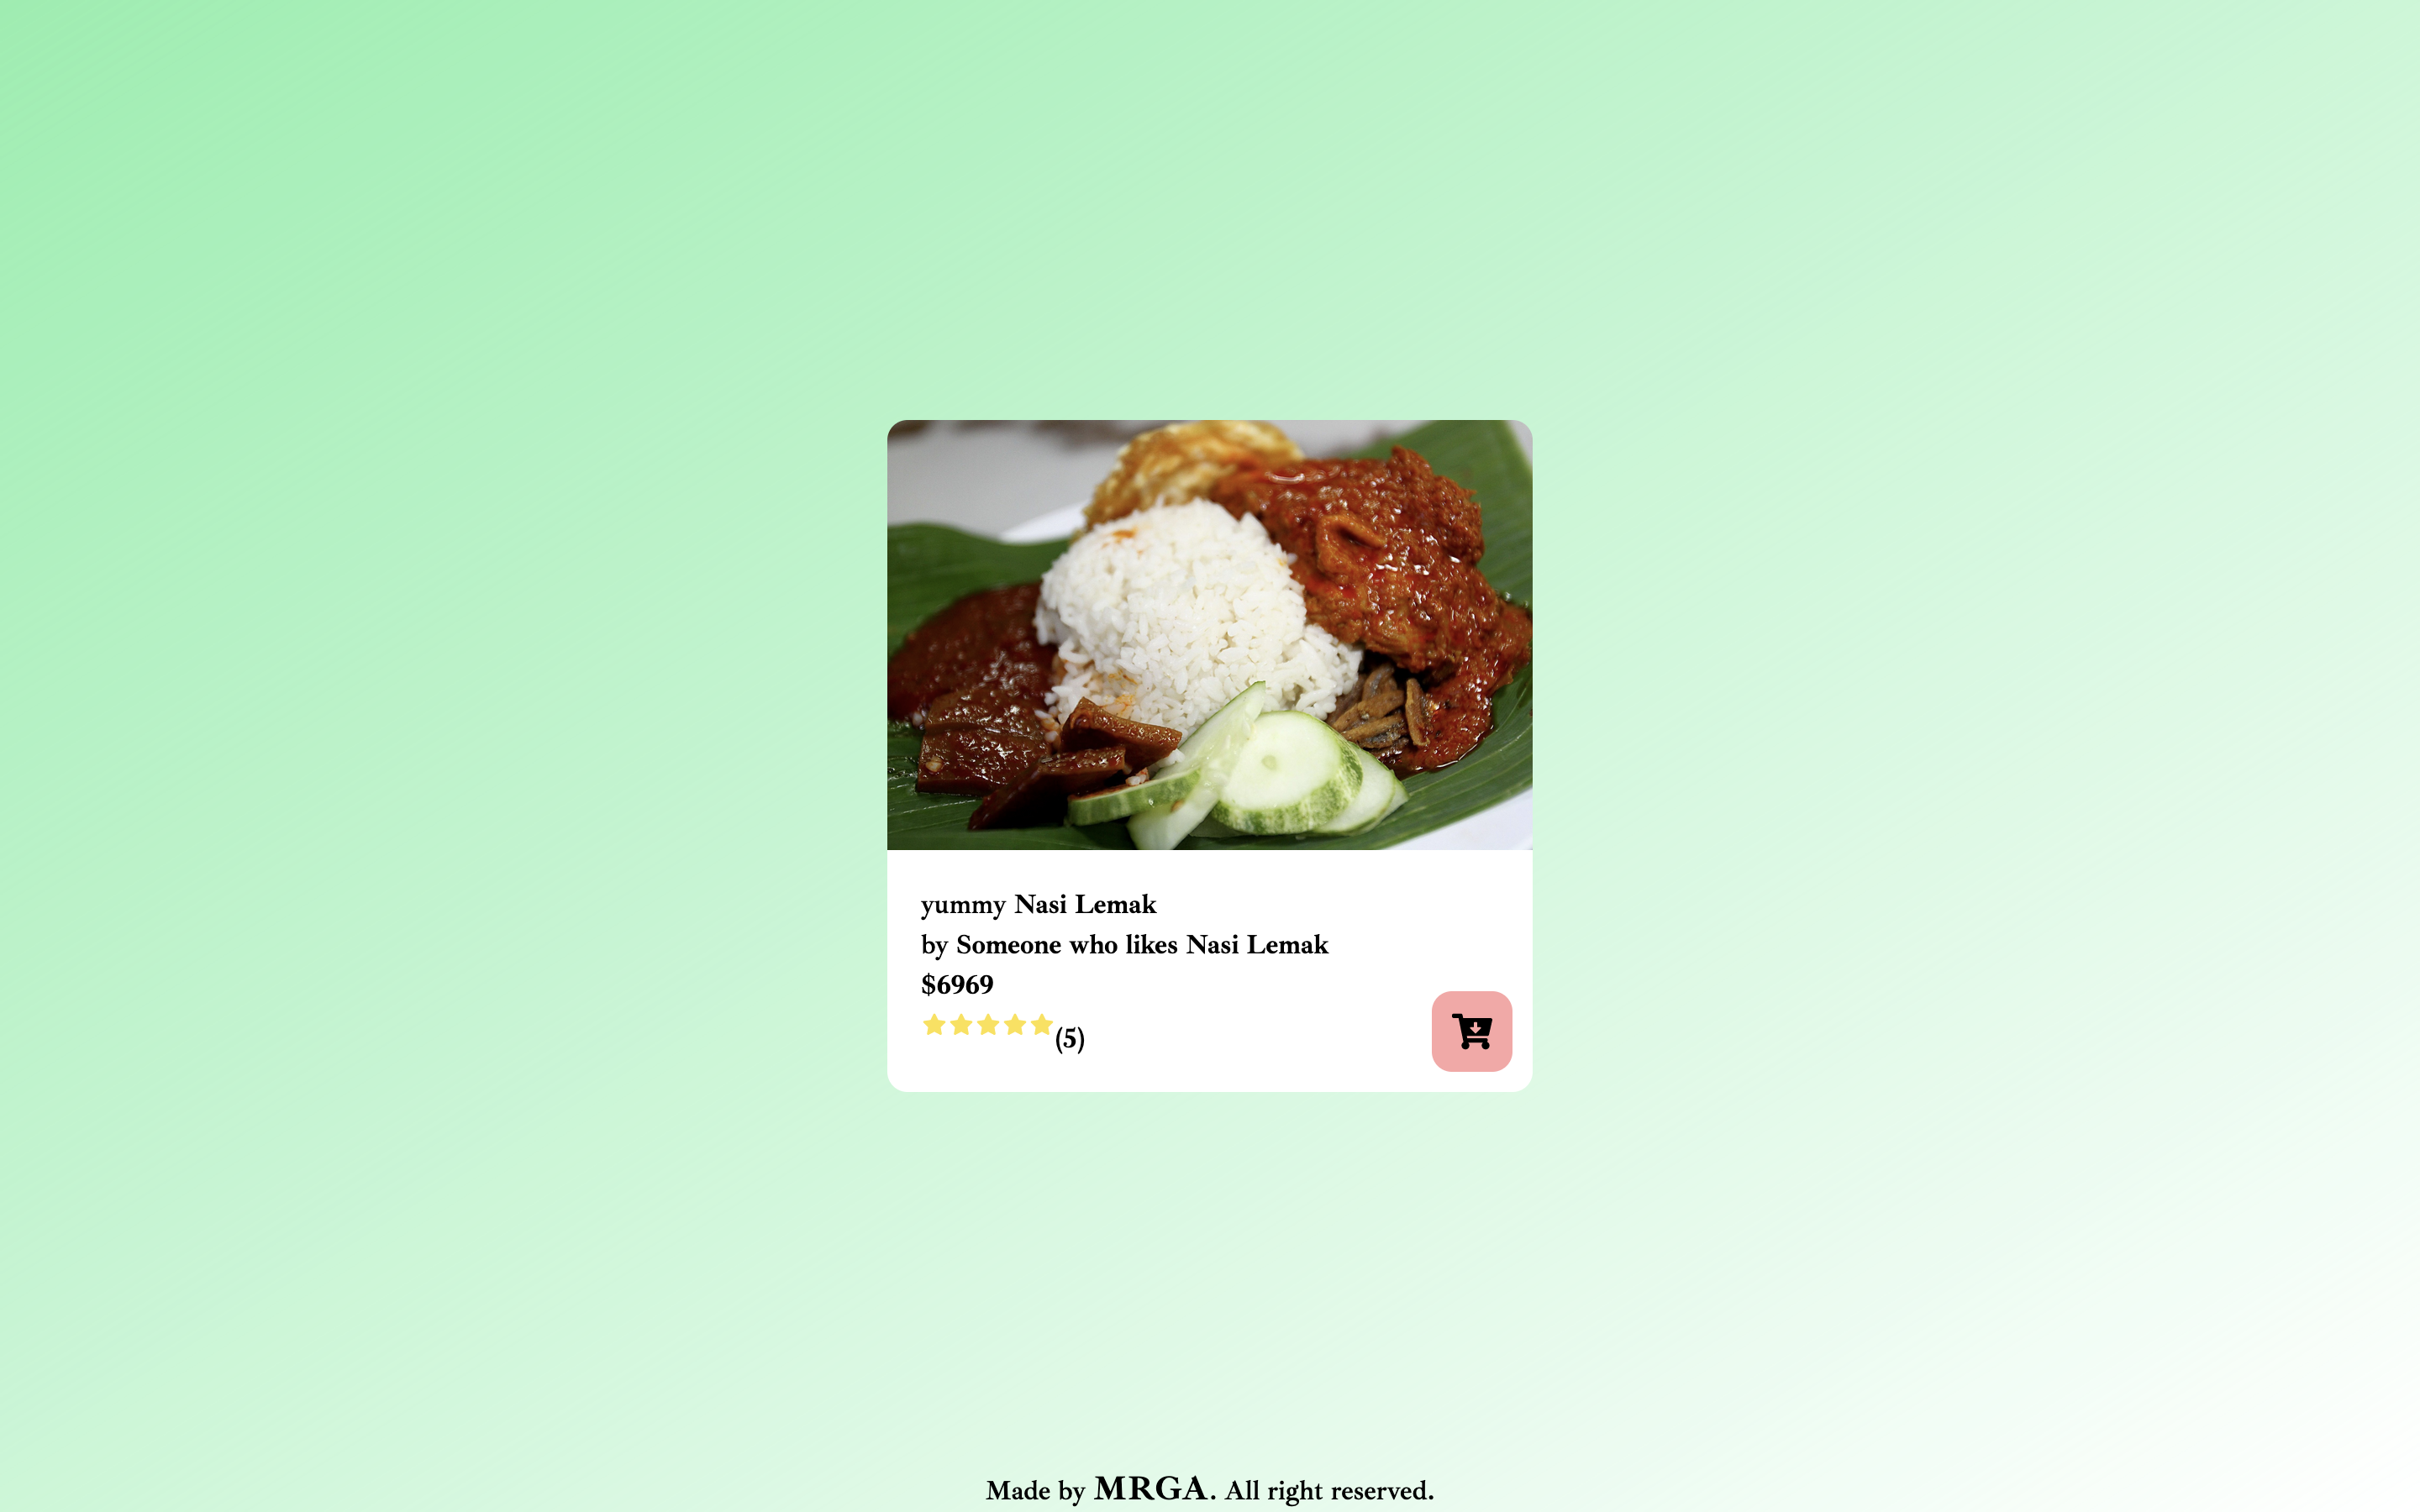 yummy Nasi Lemak
by Someone who likes Nasi Lemak
$6969
(5)
Made by MRGA. All right reserved.